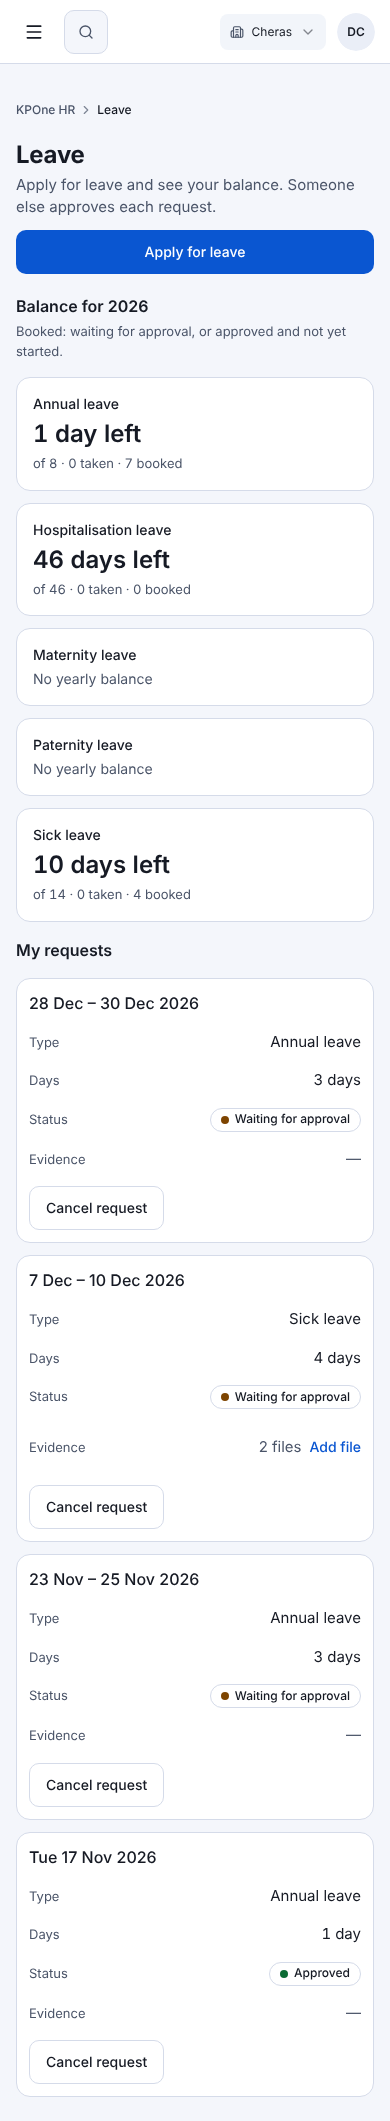 Cheras
DC
KPOne HR > Leave
Leave
Apply for leave and see your balance. Someone
else approves each request.
Apply for leave
Balance for 2026
Booked: waiting for approval, or approved and not yet
started.
Annual leave
1 day left
of 8 · 0 taken · 7 booked
Hospitalisation leave
46 days left
of 46 · 0 taken · 0 booked
Maternity leave
No yearly balance
Paternity leave
No yearly balance
Sick leave
10 days left
of 14 · 0 taken · 4 booked
My requests
28 Dec – 30 Dec 2026
Type Annual leave
Days 3 days
Status Waiting for approval
Evidence —
Cancel request
7 Dec – 10 Dec 2026
Type Sick leave
Days 4 days
Status Waiting for approval
Evidence 2 files Add file
Cancel request
23 Nov – 25 Nov 2026
Type Annual leave
Days 3 days
Status Waiting for approval
Evidence —
Cancel request
Tue 17 Nov 2026
Type Annual leave
Days 1 day
Status Approved
Evidence —
Cancel request